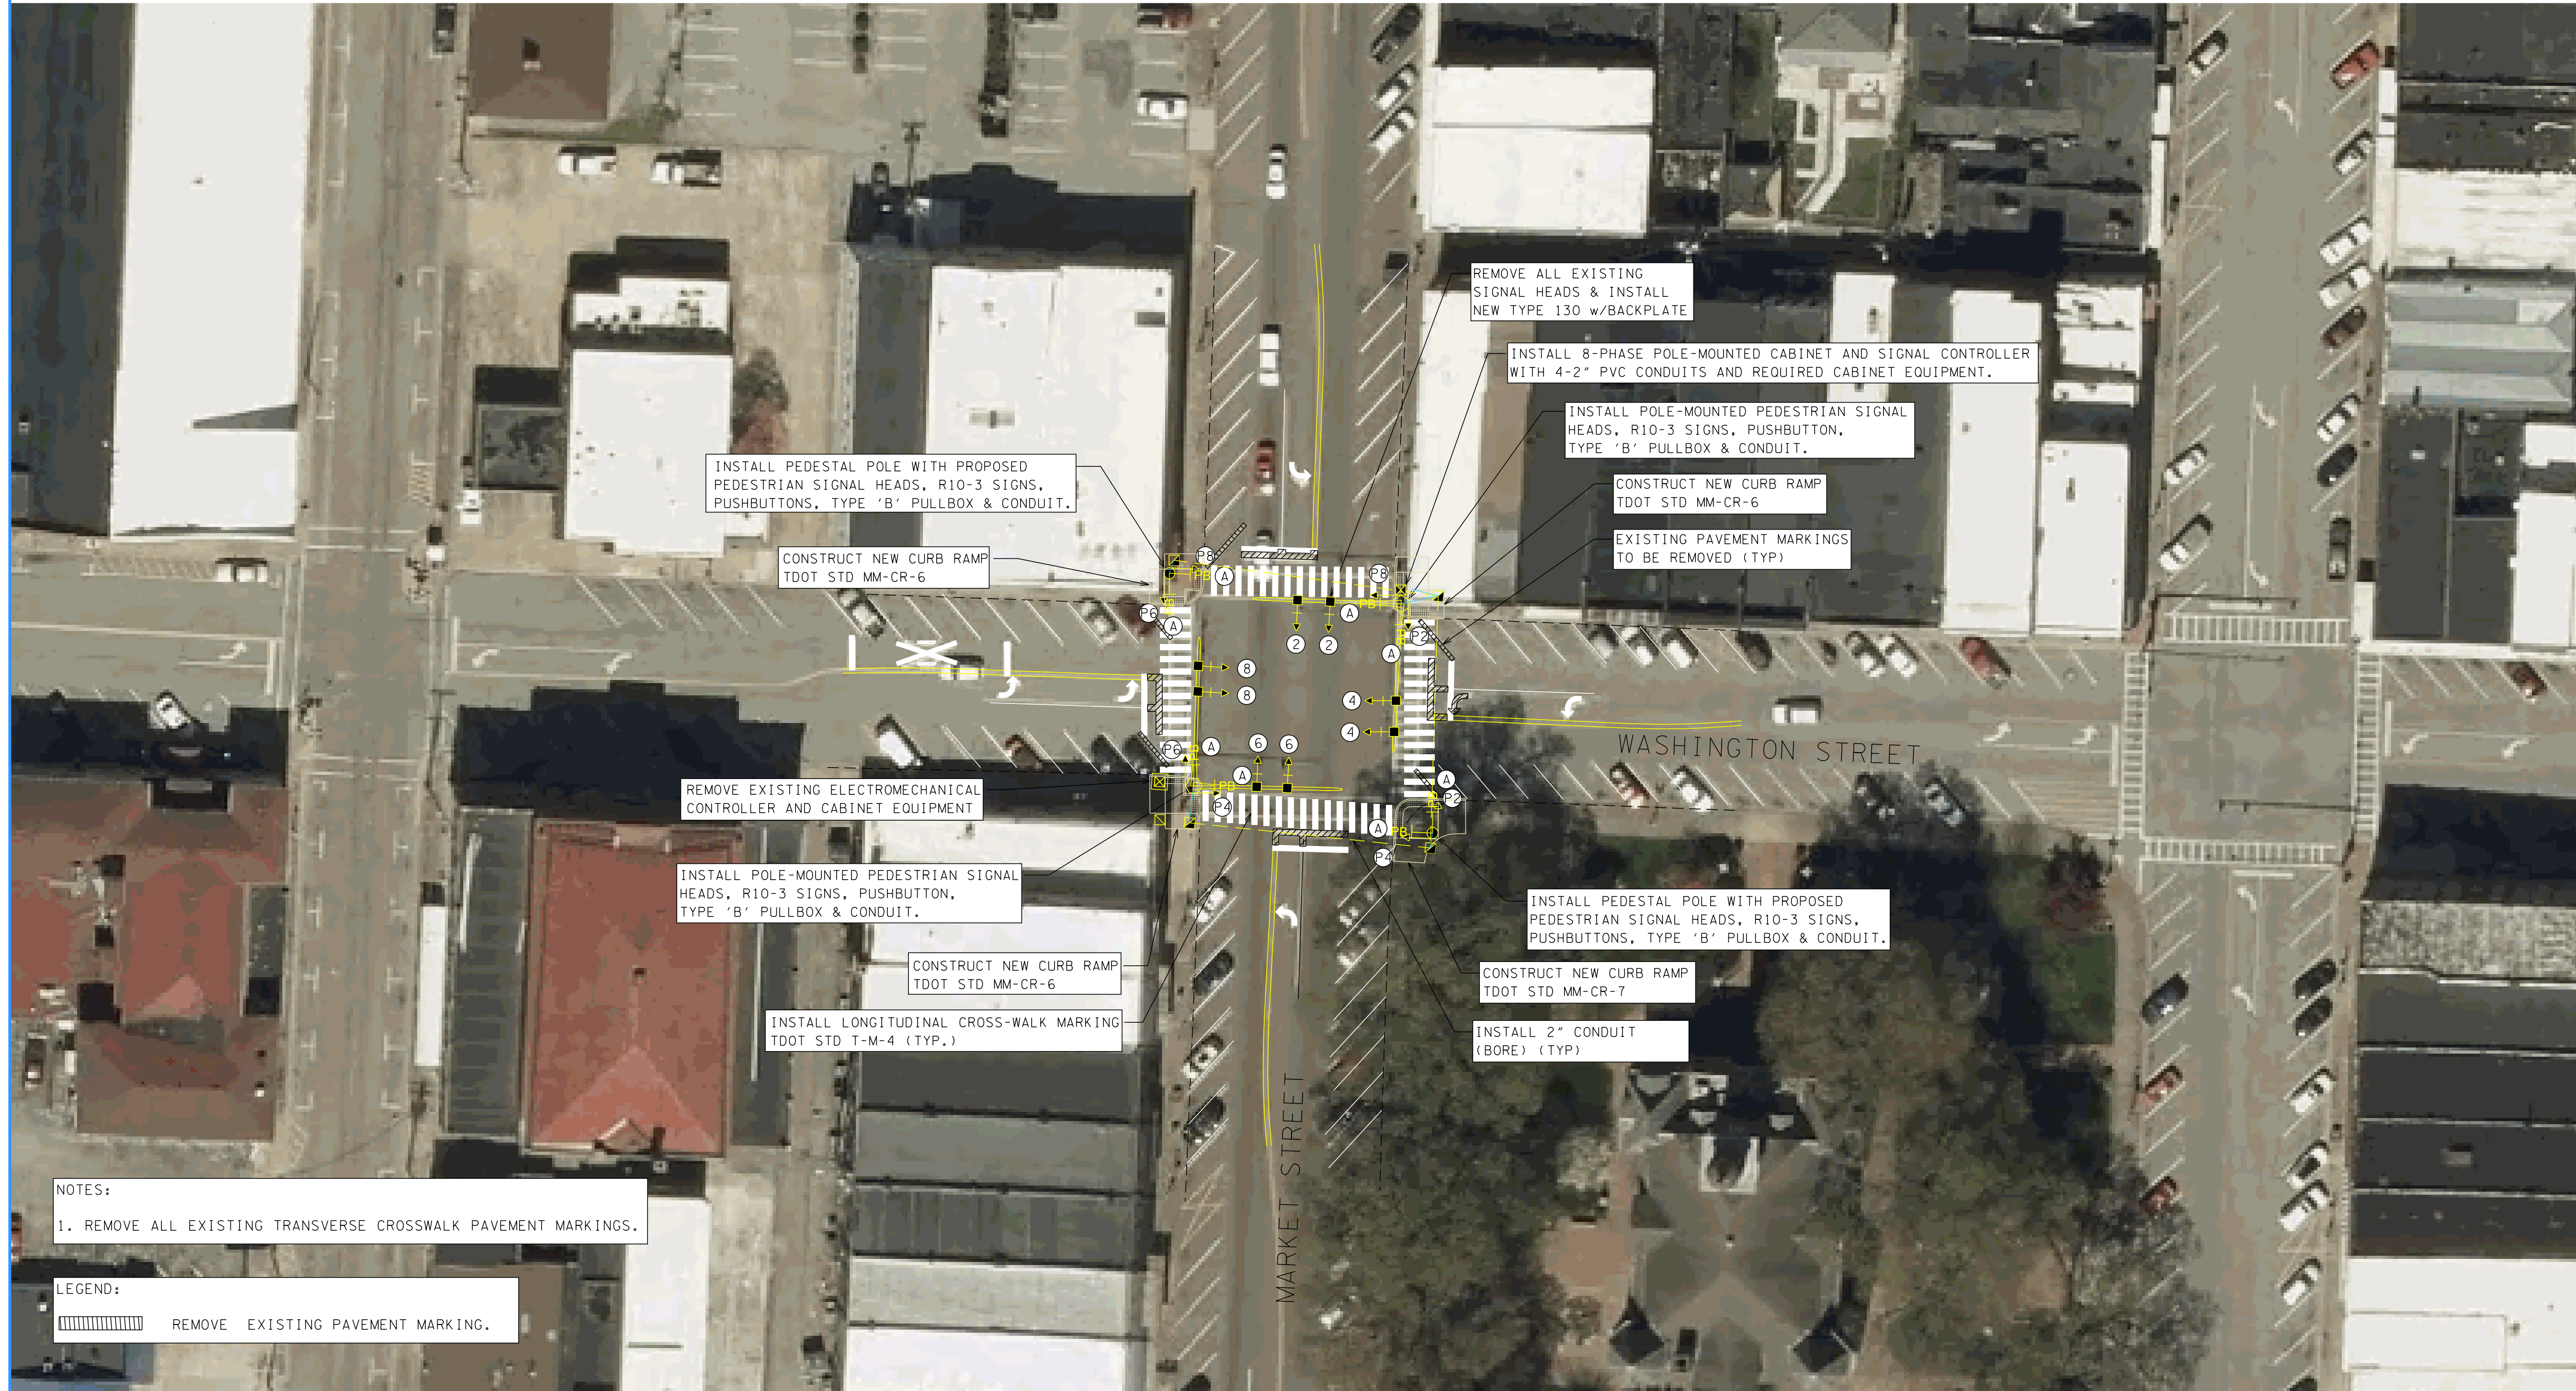 REMOVE ALL EXISTING
SIGNAL HEADS & INSTALL
NEW TYPE 130 w/BACKPLATE
INSTALL 8-PHASE POLE-MOUNTED CABINET AND SIGNAL CONTROLLER
WITH 4-2" PVC CONDUITS AND REQUIRED CABINET EQUIPMENT.
INSTALL POLE-MOUNTED PEDESTRIAN SIGNAL
HEADS, R10-3 SIGNS, PUSHBUTTON,
TYPE 'B' PULLBOX & CONDUIT.
INSTALL PEDESTAL POLE WITH PROPOSED
PEDESTRIAN SIGNAL HEADS, R10-3 SIGNS,
PUSHBUTTONS, TYPE 'B' PULLBOX & CONDUIT.
CONSTRUCT NEW CURB RAMP
TDOT STD MM-CR-6
EXISTING PAVEMENT MARKINGS
TO BE REMOVED (TYP)
CONSTRUCT NEW CURB RAMP
TDOT STD MM-CR-6
P8
PB
A
P8
P6
A
PB
A
P2
2
2
A
8
8
4
4
P6
A
6
6
A
PB
P4
A
P2
A
PB
P4
WASHINGTON STREET
REMOVE EXISTING ELECTROMECHANICAL
CONTROLLER AND CABINET EQUIPMENT
INSTALL POLE-MOUNTED PEDESTRIAN SIGNAL
HEADS, R10-3 SIGNS, PUSHBUTTON,
TYPE 'B' PULLBOX & CONDUIT.
INSTALL PEDESTAL POLE WITH PROPOSED
PEDESTRIAN SIGNAL HEADS, R10-3 SIGNS,
PUSHBUTTONS, TYPE 'B' PULLBOX & CONDUIT.
CONSTRUCT NEW CURB RAMP
TDOT STD MM-CR-6
CONSTRUCT NEW CURB RAMP
TDOT STD MM-CR-7
INSTALL LONGITUDINAL CROSS-WALK MARKING
TDOT STD T-M-4 (TYP.)
INSTALL 2" CONDUIT
(BORE) (TYP)
MARKET STREET
NOTES:
1. REMOVE ALL EXISTING TRANSVERSE CROSSWALK PAVEMENT MARKINGS.
LEGEND:
REMOVE EXISTING PAVEMENT MARKING.